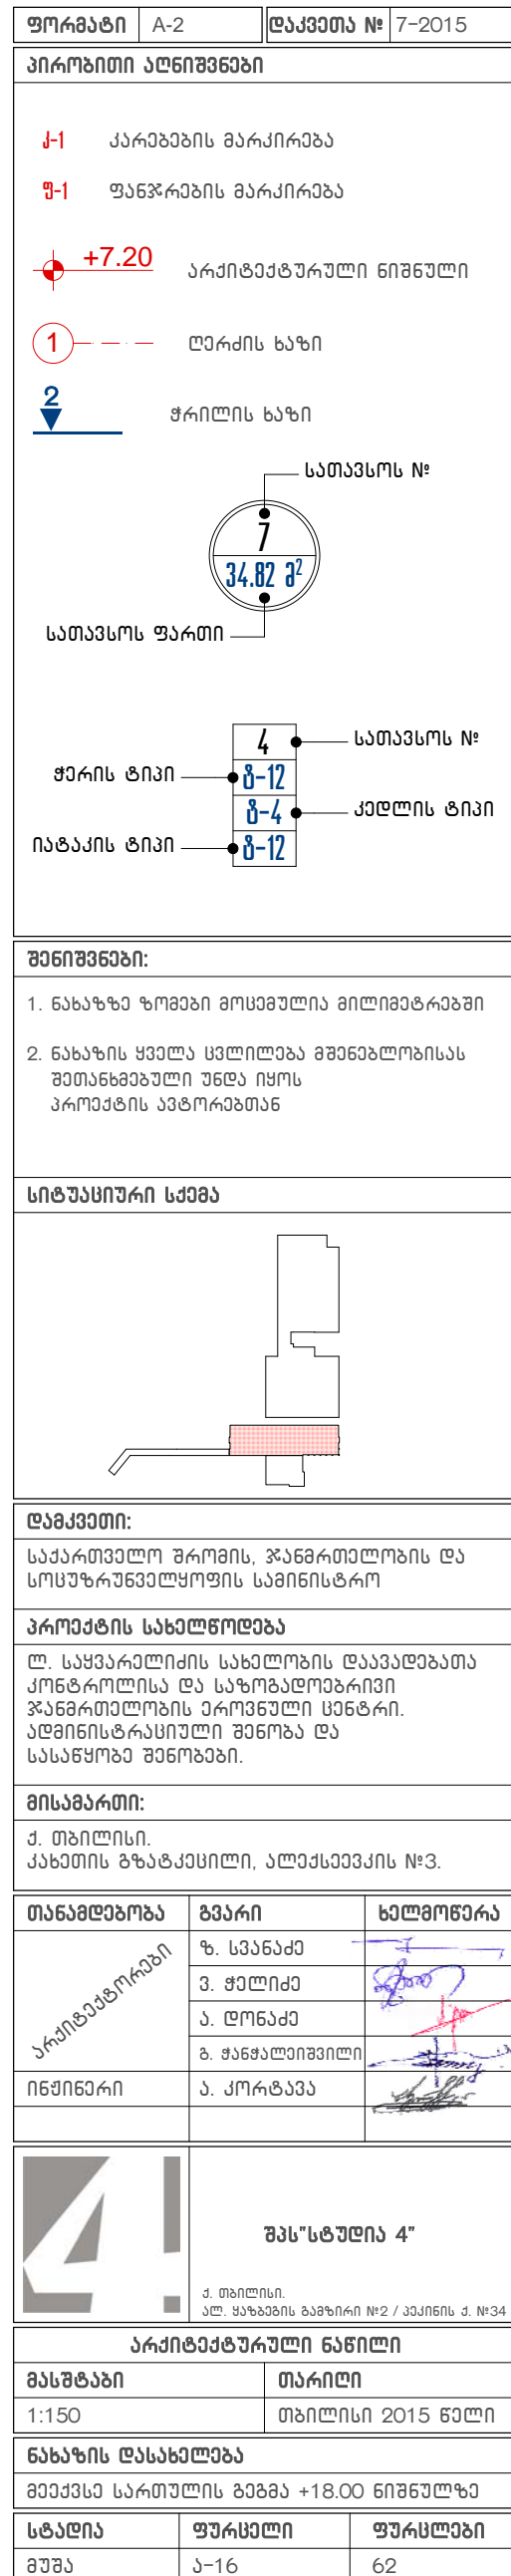 ფორმატი A-2 დაკვეთა № 7-2015
პირობითი აღნიშვნები
კ-1 კარებების მარკირება
ფ-1 ფანჯრების მარკირება
+7.20 არქიტექტურული ნიშნული
1 ღერძის ხაზი
2 ჭრილის ხაზი
სათავსოს №
7
34.82 მ²
სათავსოს ფართი
4 სათავსოს №
ჭერის ტიპი ზ-12
ზ-4 კედლის ტიპი
იატაკის ტიპი ზ-12
შენიშვნები:
1. ნახაზზე ზომები მოცემულია მილიმეტრებში
2. ნახაზის ყველა ცვლილება მშენებლობისას
შეთანხმებული უნდა იყოს
პროექტის ავტორებთან
სიტუაციური სქემა
დამკვეთი:
საქართველო შრომის, ჯანმრთელობის და
სოცუზრუნველყოფის სამინისტრო
პროექტის სახელწოდება
ლ. საყვარელიძის სახელობის დაავადებათა
კონტროლისა და საზოგადოებრივი
ჯანმრთელობის ეროვნული ცენტრი.
ადმინისტრაციული შენობა და
სასაწყობე შენობები.
მისამართი:
ქ. თბილისი.
კახეთის გზატკეცილი, ალექსეევკის №3.
თანამდებობა გვარი ხელმოწერა
არქიტექტორები
ზ. სვანაძე
ვ. ჭელიძე
ა. დონაძე
გ. ჭანჭალეიშვილი
ინჟინერი ა. კორტავა
4!
შპს"სტუდია 4"
ქ. თბილისი.
ალ. ყაზბეგის გამზირი №2 / პეკინის ქ. №34
არქიტექტურული ნაწილი
მასშტაბი თარიღი
1:150 თბილისი 2015 წელი
ნახაზის დასახელება
მეექვსე სართულის გეგმა +18.00 ნიშნულზე
სტადია ფურცელი ფურცლები
მუშა ა-16 62